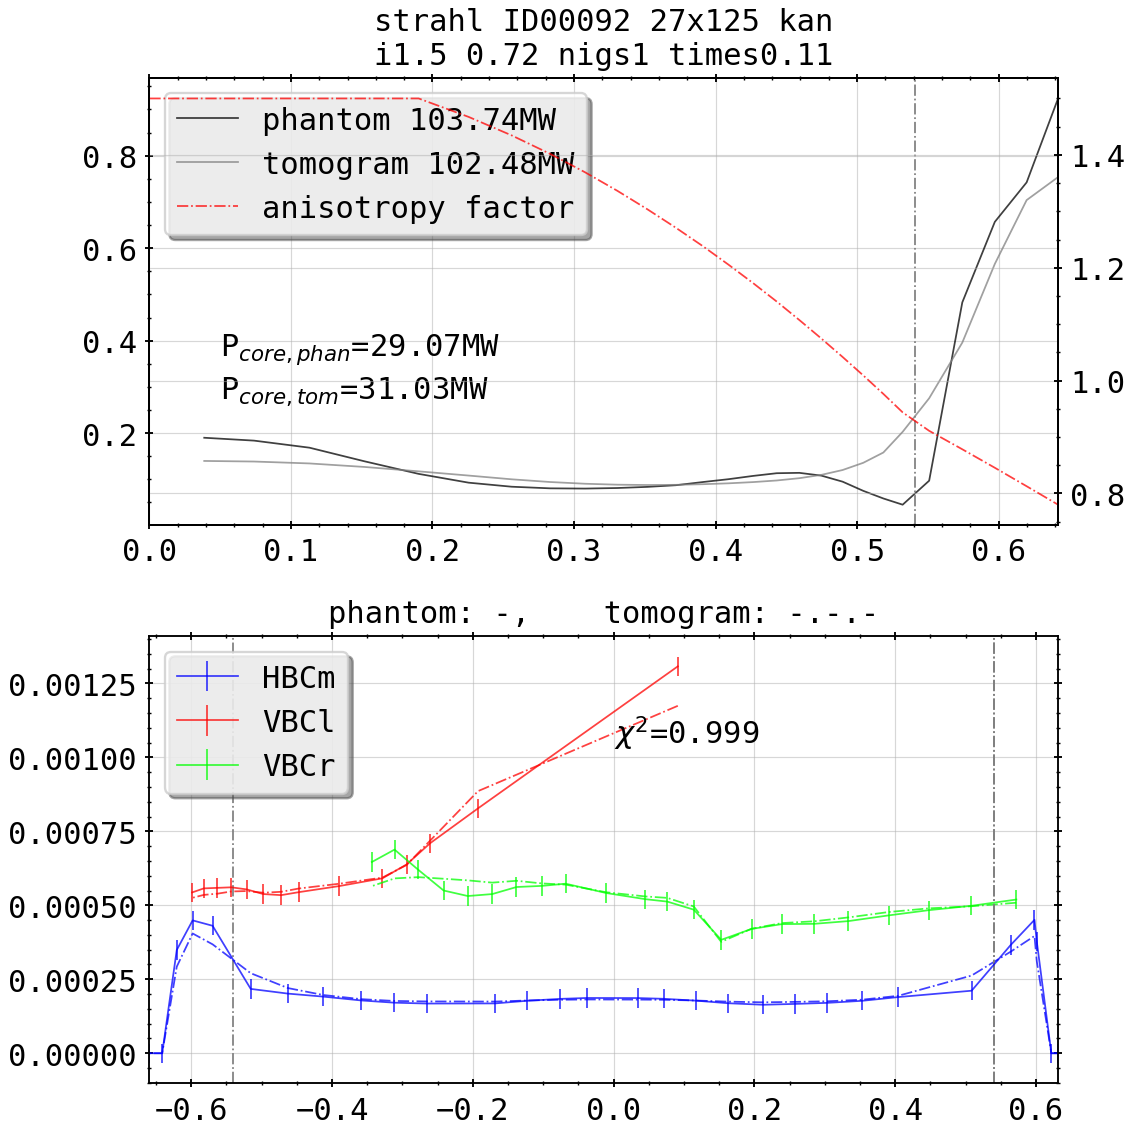 strahl ID00092 27x125 kan
i1.5 0.72 nigs1 times0.11
phantom 103.74MW
tomogram 102.48MW
anisotropy factor
P_core,phan=29.07MW
P_core,tom=31.03MW
0.8
0.6
0.4
0.2
1.4
1.2
1.0
0.8
0.0 0.1 0.2 0.3 0.4 0.5 0.6
phantom: -, tomogram: -.-.-
HBCm
VBCl
VBCr
χ²=0.999
0.00125
0.00100
0.00075
0.00050
0.00025
0.00000
−0.6 −0.4 −0.2 0.0 0.2 0.4 0.6